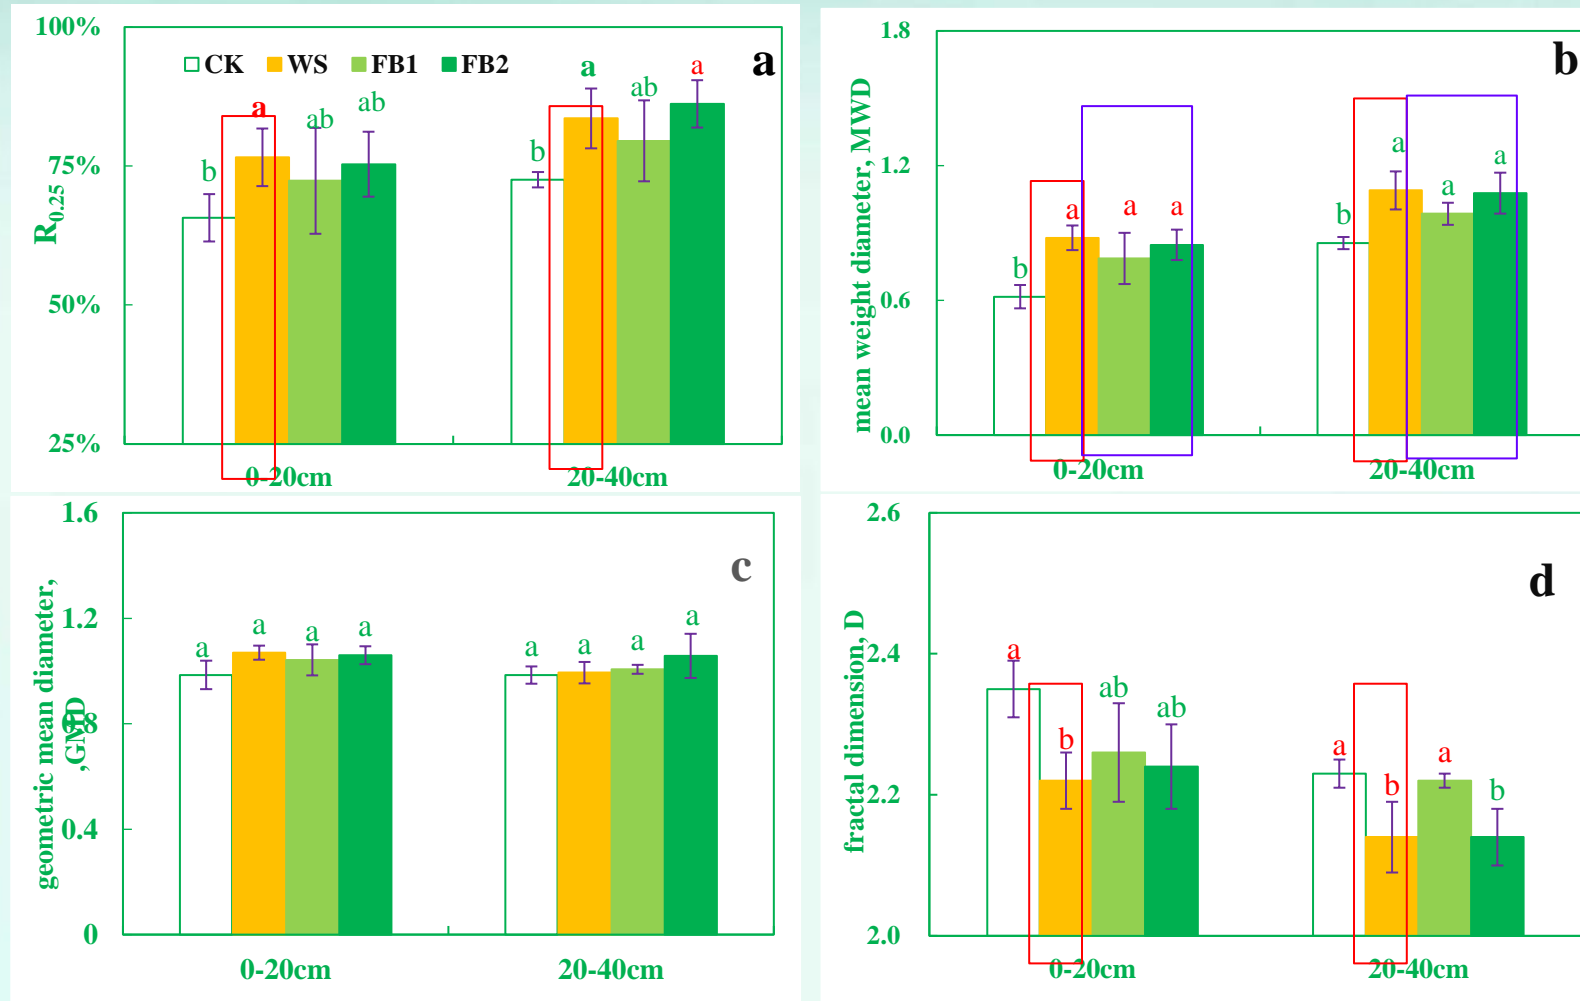 100%
75%
50%
25%
R0.25
CK WS FB1 FB2
a
b a ab ab
b a ab a
0-20cm 20-40cm
1.8
1.2
0.6
0.0
mean weight diameter, MWD
b
b a a a
b a a a
0-20cm 20-40cm
1.6
1.2
0.8
0.4
0
geometric mean diameter,
,GMD
c
a a a a
a a a a
0-20cm 20-40cm
2.6
2.4
2.2
2.0
fractal dimension, D
d
a b ab ab
a b a b
0-20cm 20-40cm